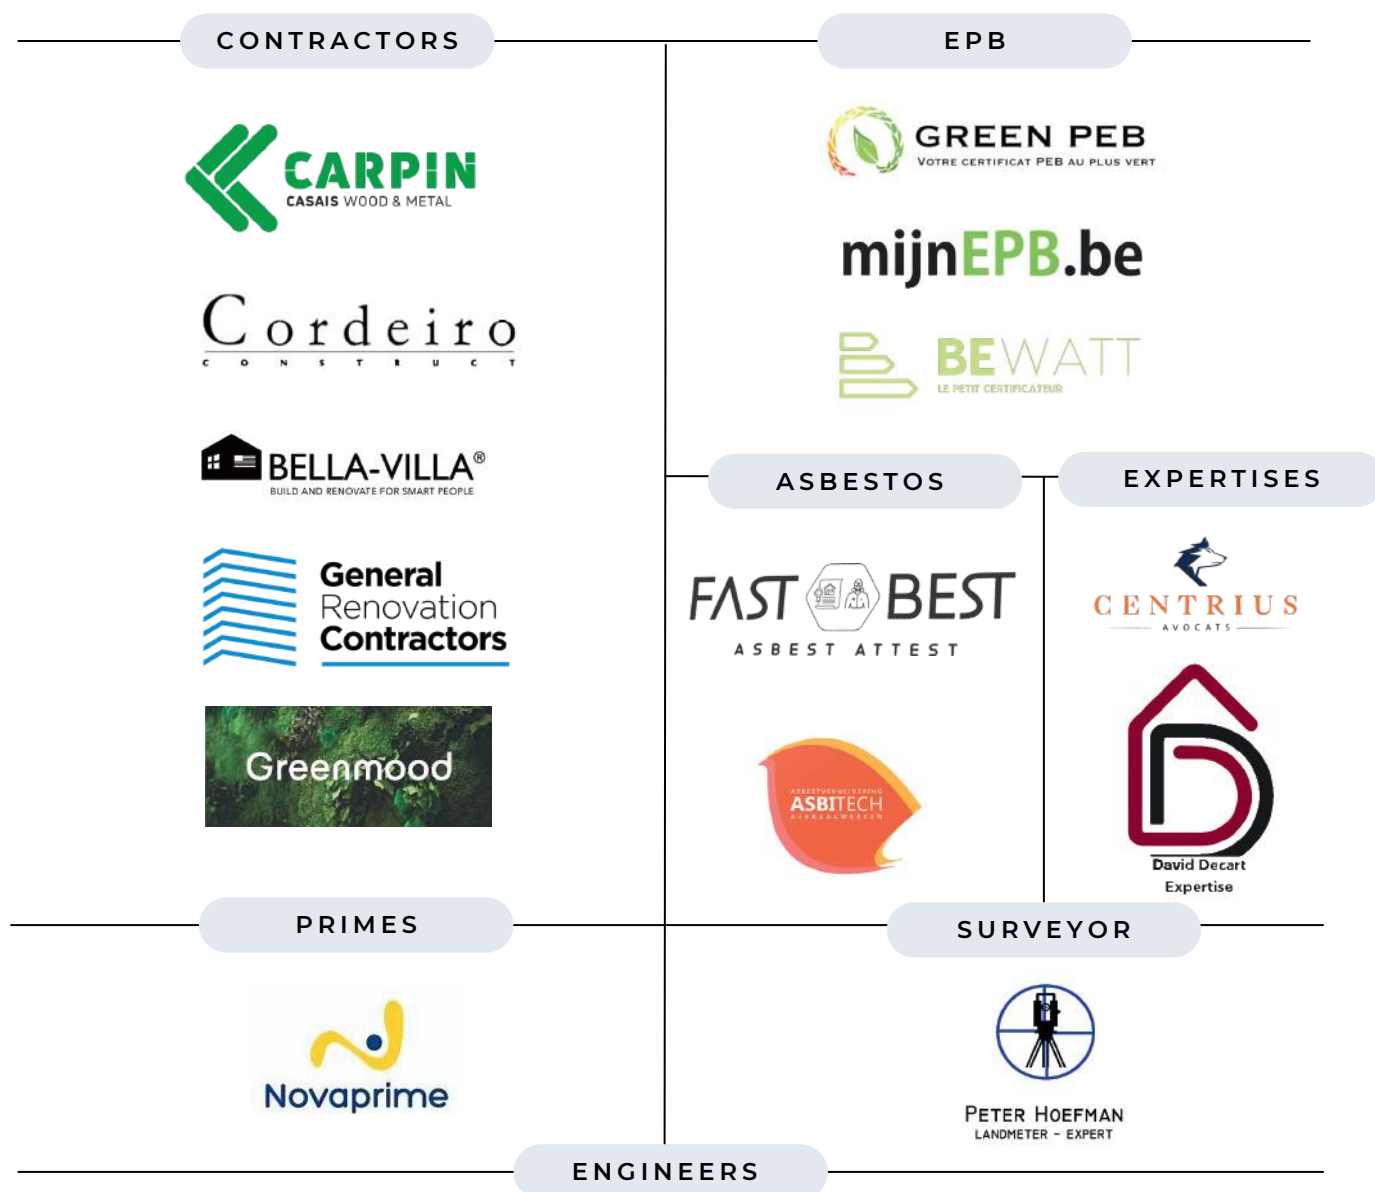 CONTRACTORS
CARPIN
CASAIS WOOD & METAL
Cordeiro
CONSTRUCT
BELLA-VILLA®
BUILD AND RENOVATE FOR SMART PEOPLE
General
Renovation
Contractors
Greenmood
EPB
GREEN PEB
VOTRE CERTIFICAT PEB AU PLUS VERT
mijnEPB.be
BEWATT
LE PETIT CERTIFICATEUR
ASBESTOS
FAST BEST
ASBEST ATTEST
ASBESTVERWIJDERING
ASBITECH
AFBRAAKWERKEN
EXPERTISES
CENTRIUS
AVOCATS
David Decart
Expertise
PRIMES
Novaprime
SURVEYOR
PETER HOEFMAN
LANDMETER - EXPERT
ENGINEERS